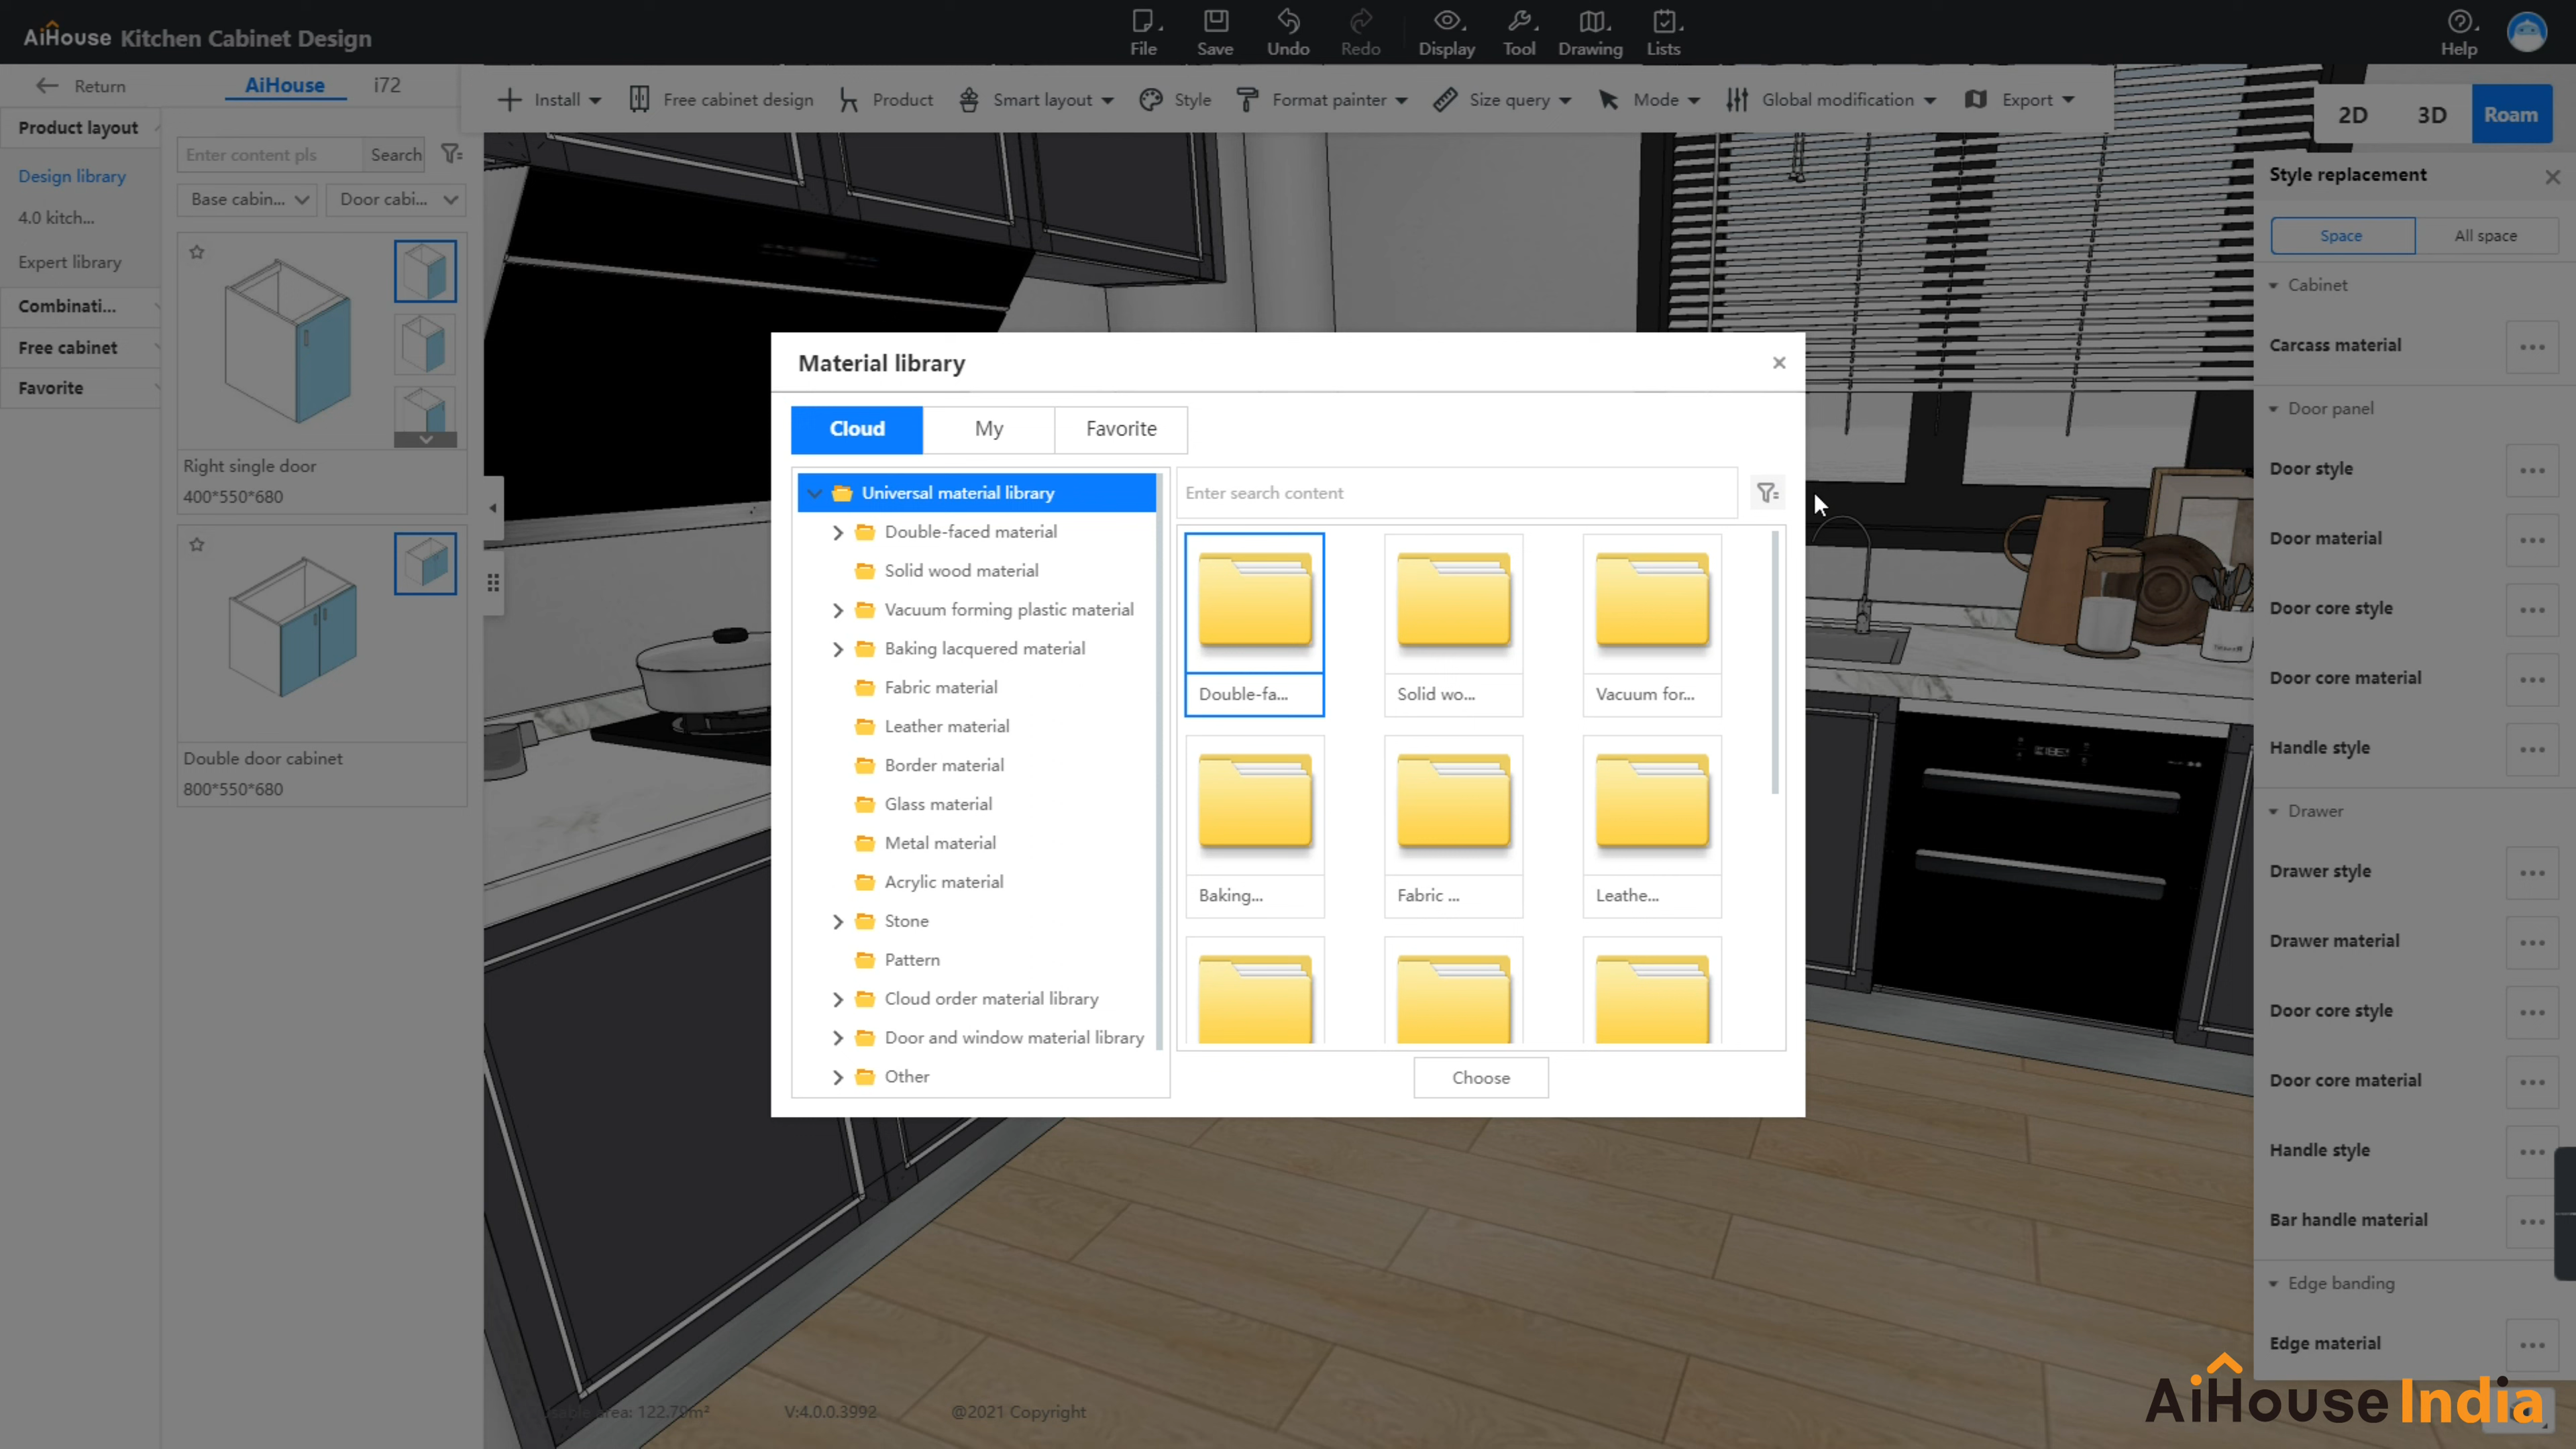 AiHouse Kitchen Cabinet Design
File
Save
Undo
Redo
Display
Tool
Drawing
Lists
Help
Return
AiHouse
i72
Install
Free cabinet design
Product
Smart layout
Style
Format painter
Size query
Mode
Global modification
Export
2D
3D
Roam
Product layout
Design library
4.0 kitch...
Expert library
Combinati...
Free cabinet
Favorite
Enter content pls
Search
Base cabin...
Door cabi...
Right single door
400*550*680
Double door cabinet
800*550*680
Material library
Cloud
My
Favorite
Universal material library
Double-faced material
Solid wood material
Vacuum forming plastic material
Baking lacquered material
Fabric material
Leather material
Border material
Glass material
Metal material
Acrylic material
Stone
Pattern
Cloud order material library
Door and window material library
Other
Enter search content
Double-fa...
Solid wo...
Vacuum for...
Baking...
Fabric ...
Leathe...
Choose
Style replacement
Space
All space
Cabinet
Carcass material
Door panel
Door style
Door material
Door core style
Door core material
Handle style
Drawer
Drawer style
Drawer material
Door core style
Door core material
Handle style
Bar handle material
Edge banding
Edge material
area: 122.79m²
V:4.0.0.3992
@2021 Copyright
AiHouse India